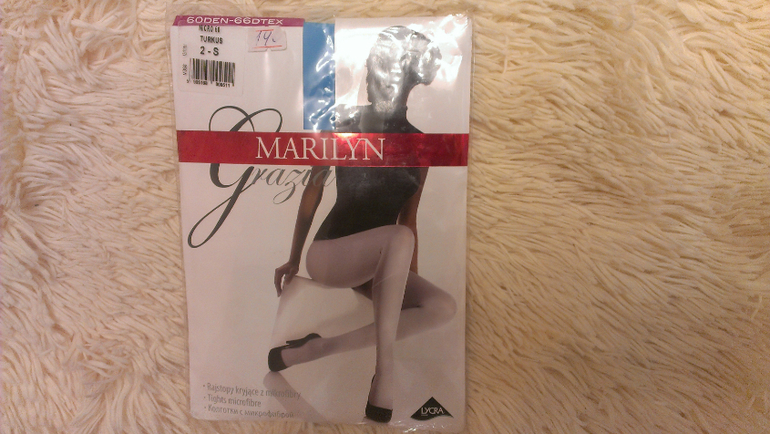 60DEN-66DTEX
TURKUS
2 - S
14,-
MARILYN
Grazia
• Rajstopy kryjące z mikrofibry
• Tights microfibre
• Колготки с микрофиброй
LYCRA